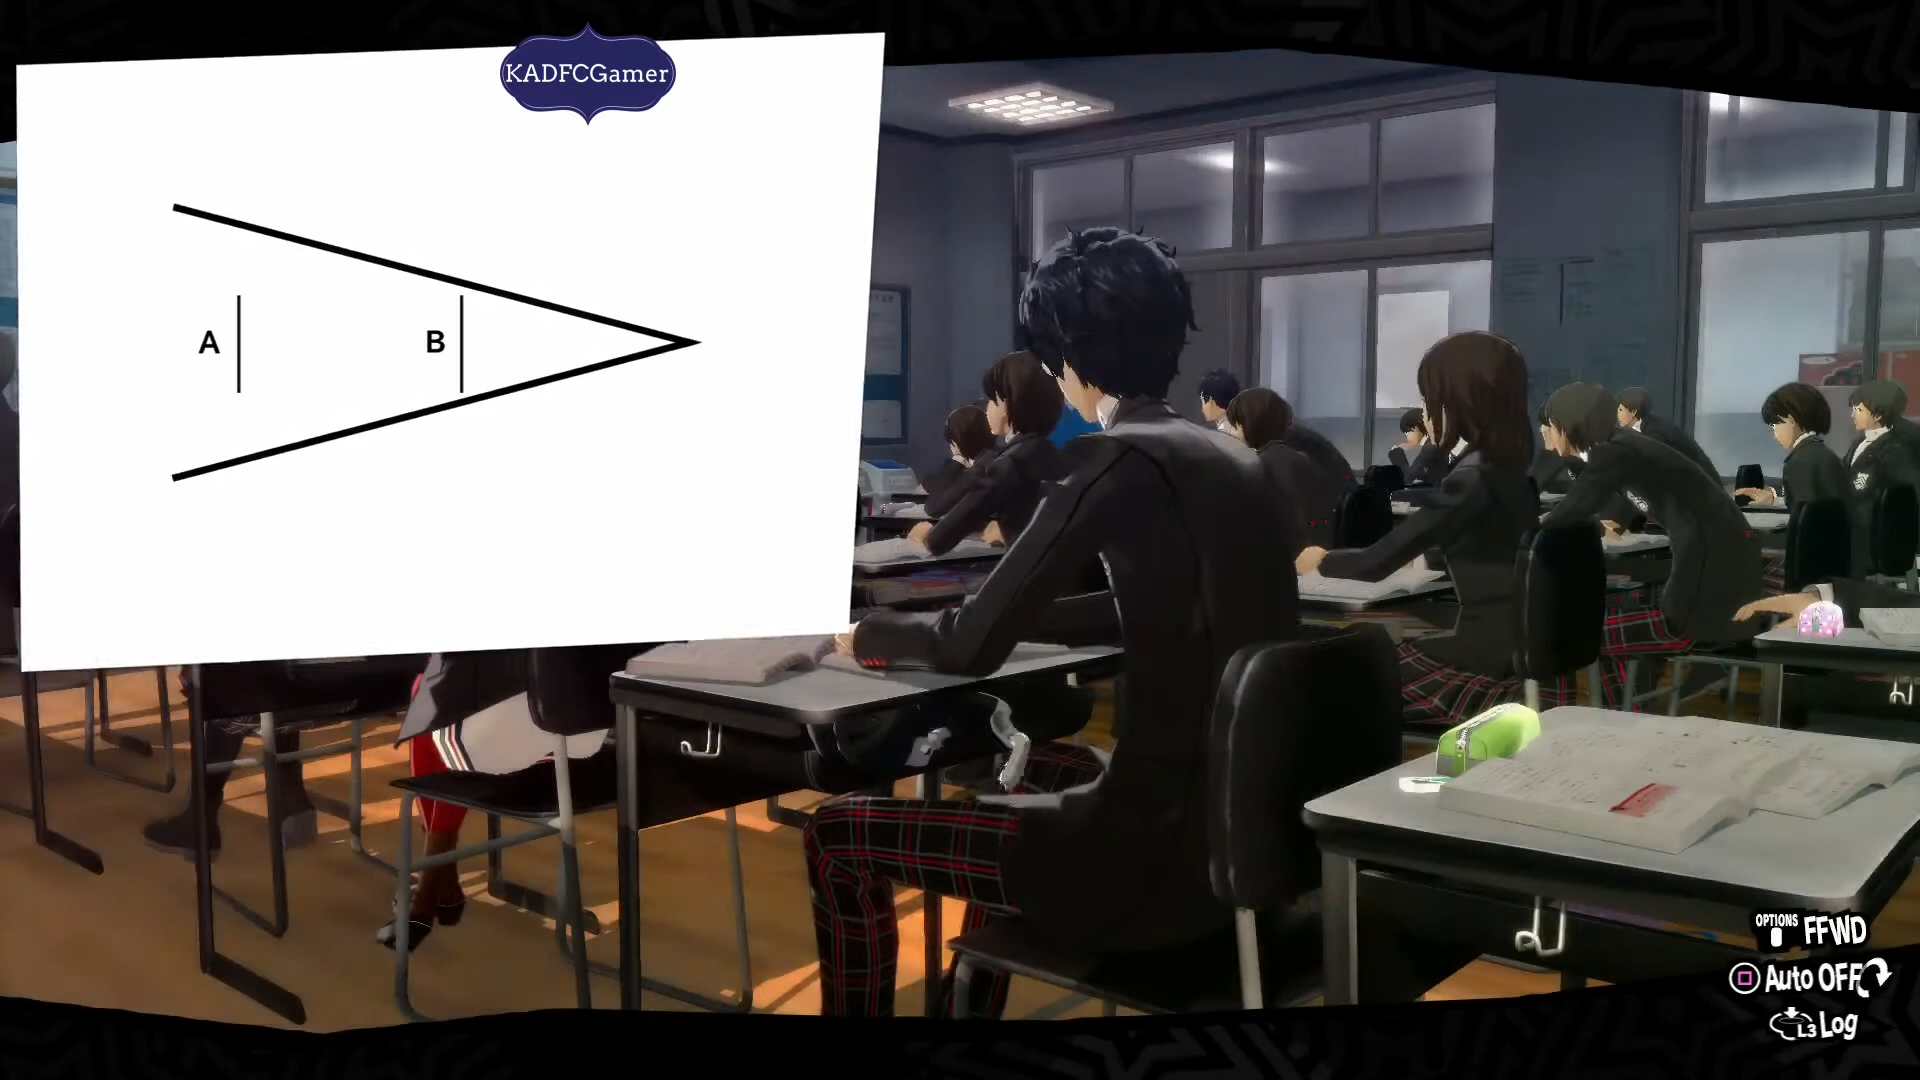 KADFCGamer
A
B
OPTIONS FFWD
Auto OFF
L3 Log